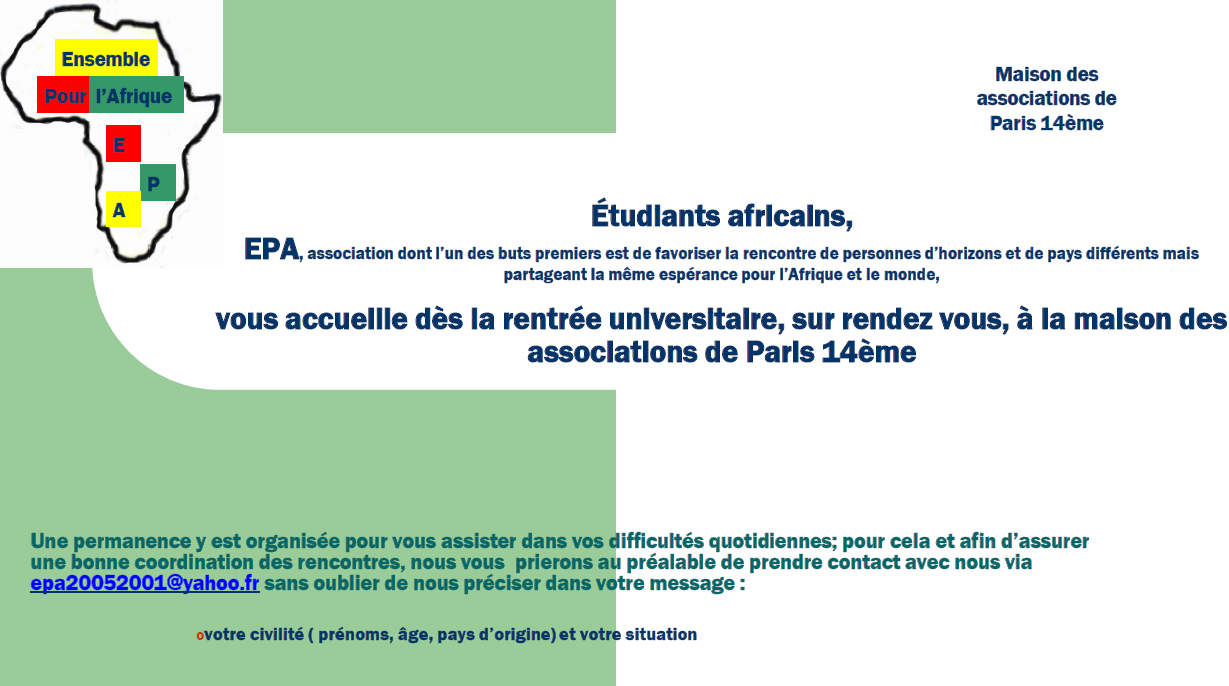 Ensemble
Pour l’Afrique
E
P
A
Maison des
associations de
Paris 14ème
Étudiants africains,
EPA, association dont l’un des buts premiers est de favoriser la rencontre de personnes d’horizons et de pays différents mais
partageant la même espérance pour l’Afrique et le monde,
vous accueille dès la rentrée universitaire, sur rendez vous, à la maison des
associations de Paris 14ème
Une permanence y est organisée pour vous assister dans vos difficultés quotidiennes; pour cela et afin d’assurer
une bonne coordination des rencontres, nous vous prierons au préalable de prendre contact avec nous via
epa20052001@yahoo.fr sans oublier de nous préciser dans votre message :
ovotre civilité ( prénoms, âge, pays d’origine) et votre situation